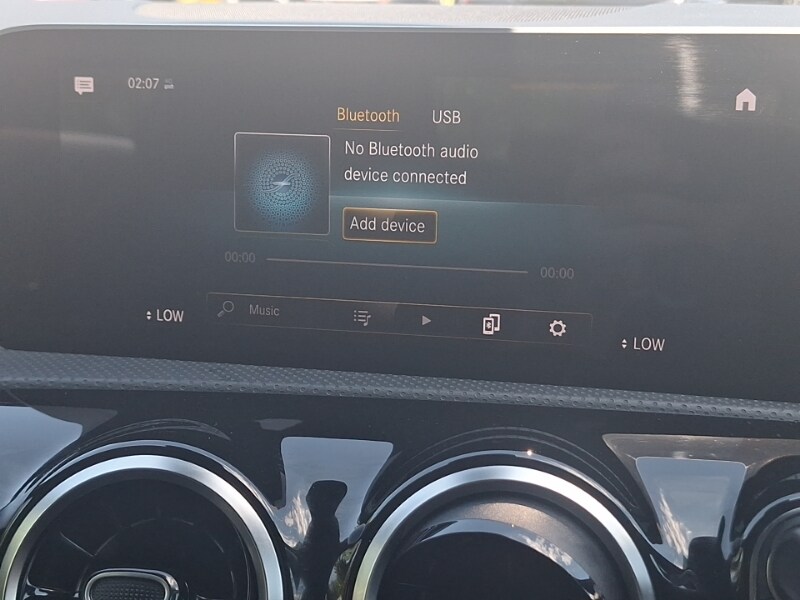 02:07
Bluetooth USB
No Bluetooth audio
device connected
Add device
00:00 00:00
Music
LOW LOW